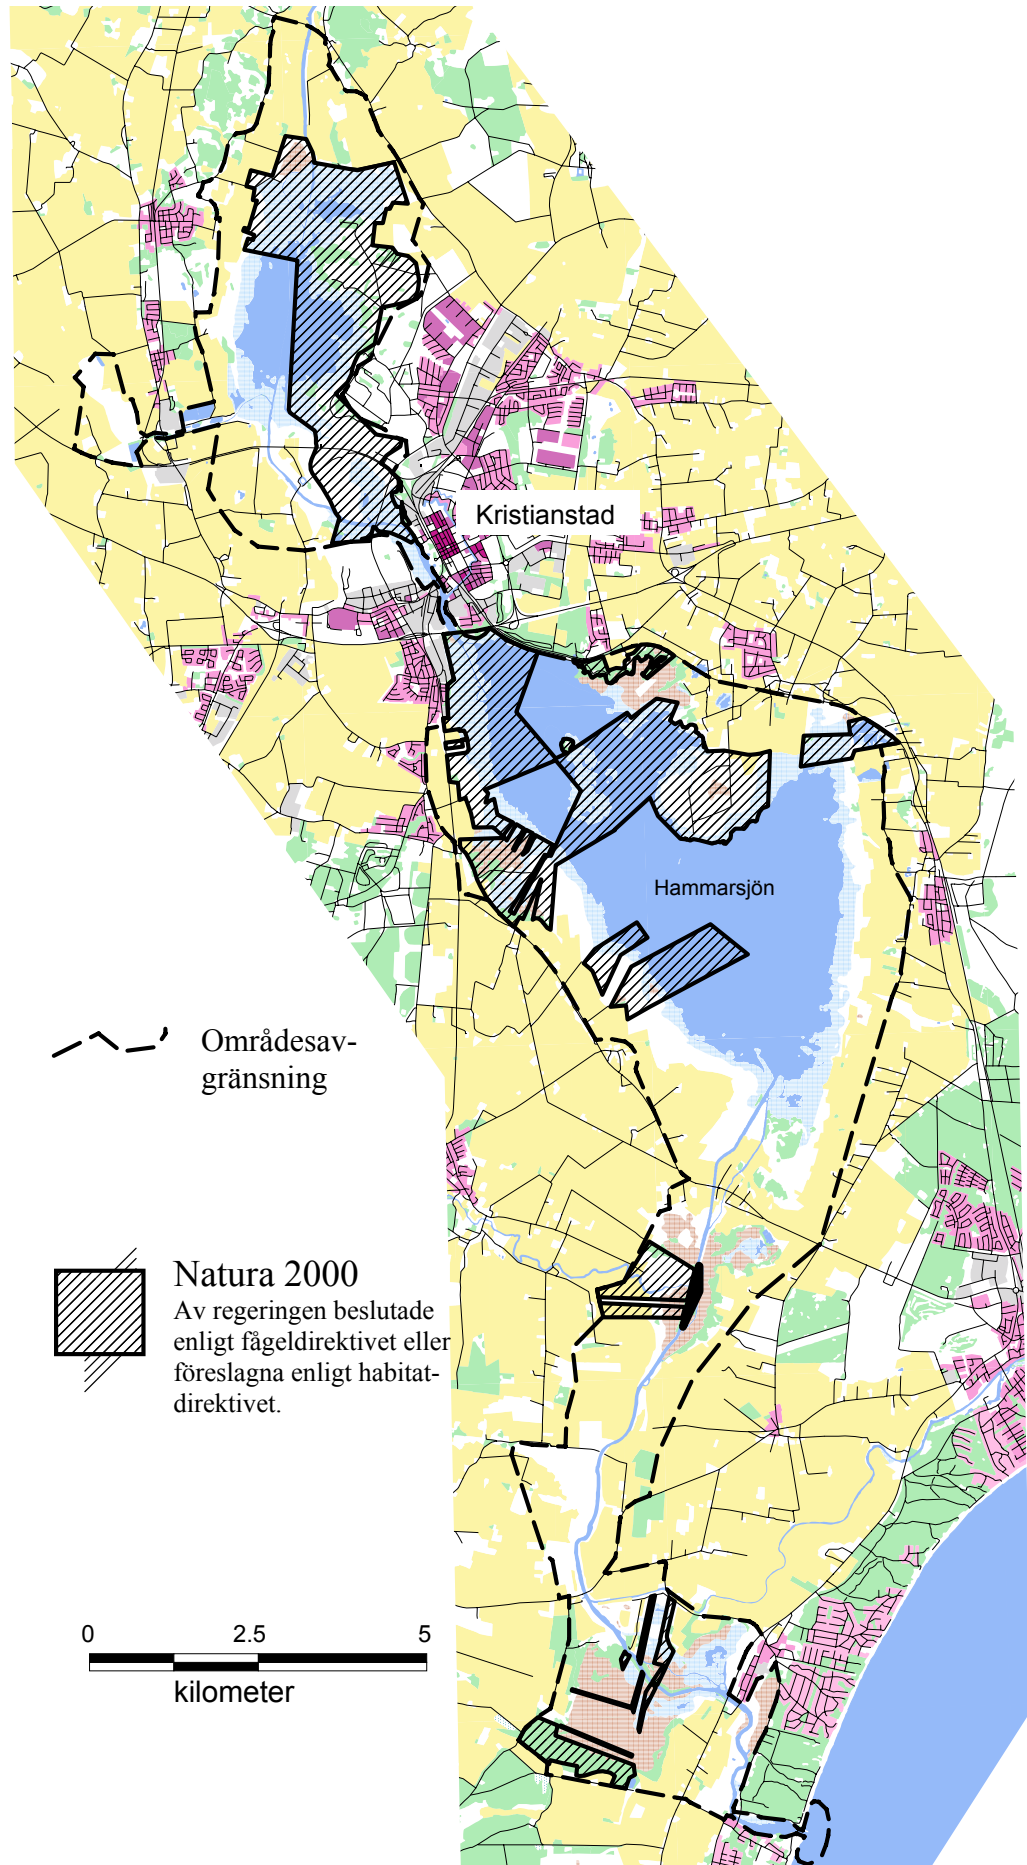 Kristianstad
Hammarsjön
Områdesav-
gränsning
Natura 2000
Av regeringen beslutade
enligt fågeldirektivet eller
föreslagna enligt habitat-
direktivet.
0 2.5 5
kilometer